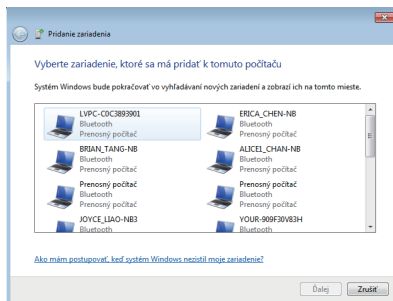 Pridanie zariadenia
Vyberte zariadenie, ktoré sa má pridať k tomuto počítaču
Systém Windows bude pokračovať vo vyhľadávaní nových zariadení a zobrazí ich na tomto mieste.
LVPC-C0C3893901
Bluetooth
Prenosný počítač
ERICA_CHEN-NB
Bluetooth
Prenosný počítač
BRIAN_TANG-NB
Bluetooth
Prenosný počítač
ALICE1_CHAN-NB
Bluetooth
Prenosný počítač
Prenosný počítač
Bluetooth
Prenosný počítač
Prenosný počítač
Bluetooth
Prenosný počítač
JOYCE_LIAO-NB3
Bluetooth
YOUR-909F30V83H
Bluetooth
Ako mám postupovať, keď systém Windows nezistil moje zariadenie?
Ďalej
Zrušiť